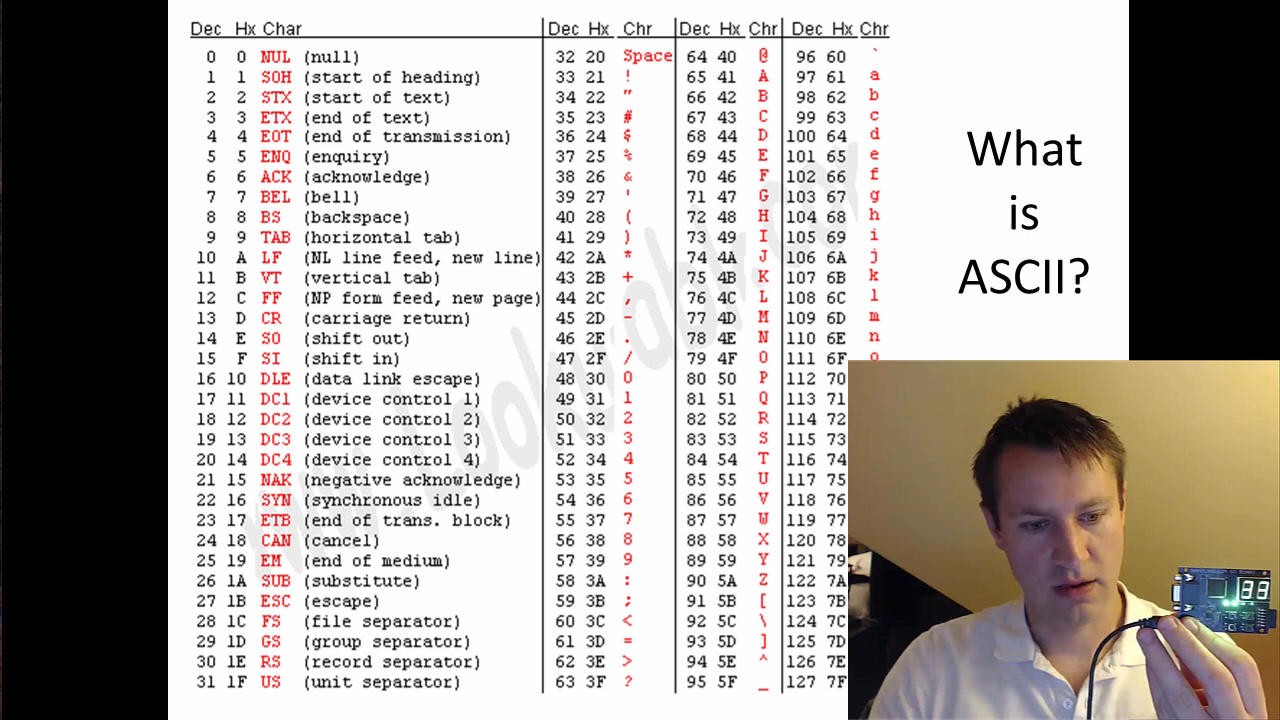 Dec Hx Char Dec Hx Chr Dec Hx Chr Dec Hx Chr
0 0 NUL (null) 32 20 Space 64 40 @ 96 60 `
1 1 SOH (start of heading) 33 21 ! 65 41 A 97 61 a
2 2 STX (start of text) 34 22 " 66 42 B 98 62 b
3 3 ETX (end of text) 35 23 # 67 43 C 99 63 c
4 4 EOT (end of transmission) 36 24 $ 68 44 D 100 64 d
5 5 ENQ (enquiry) 37 25 % 69 45 E 101 65 e
6 6 ACK (acknowledge) 38 26 & 70 46 F 102 66 f
7 7 BEL (bell) 39 27 ' 71 47 G 103 67 g
8 8 BS (backspace) 40 28 ( 72 48 H 104 68 h
9 9 TAB (horizontal tab) 41 29 ) 73 49 I 105 69 i
10 A LF (NL line feed, new line) 42 2A * 74 4A J 106 6A j
11 B VT (vertical tab) 43 2B + 75 4B K 107 6B k
12 C FF (NP form feed, new page) 44 2C , 76 4C L 108 6C l
13 D CR (carriage return) 45 2D - 77 4D M 109 6D m
14 E SO (shift out) 46 2E . 78 4E N 110 6E n
15 F SI (shift in) 47 2F / 79 4F O 111 6F o
16 10 DLE (data link escape) 48 30 0 80 50 P 112 70
17 11 DC1 (device control 1) 49 31 1 81 51 Q 113 71
18 12 DC2 (device control 2) 50 32 2 82 52 R 114 72
19 13 DC3 (device control 3) 51 33 3 83 53 S 115 73
20 14 DC4 (device control 4) 52 34 4 84 54 T 116 74
21 15 NAK (negative acknowledge) 53 35 5 85 55 U 117 75
22 16 SYN (synchronous idle) 54 36 6 86 56 V 118 76
23 17 ETB (end of trans. block) 55 37 7 87 57 W 119 77
24 18 CAN (cancel) 56 38 8 88 58 X 120 78
25 19 EM (end of medium) 57 39 9 89 59 Y 121 79
26 1A SUB (substitute) 58 3A : 90 5A Z 122 7A
27 1B ESC (escape) 59 3B ; 91 5B [ 123 7B
28 1C FS (file separator) 60 3C < 92 5C \ 124 7C
29 1D GS (group separator) 61 3D = 93 5D ] 125 7D
30 1E RS (record separator) 62 3E > 94 5E ^ 126 7E
31 1F US (unit separator) 63 3F ? 95 5F _ 127 7F
What
is
ASCII?